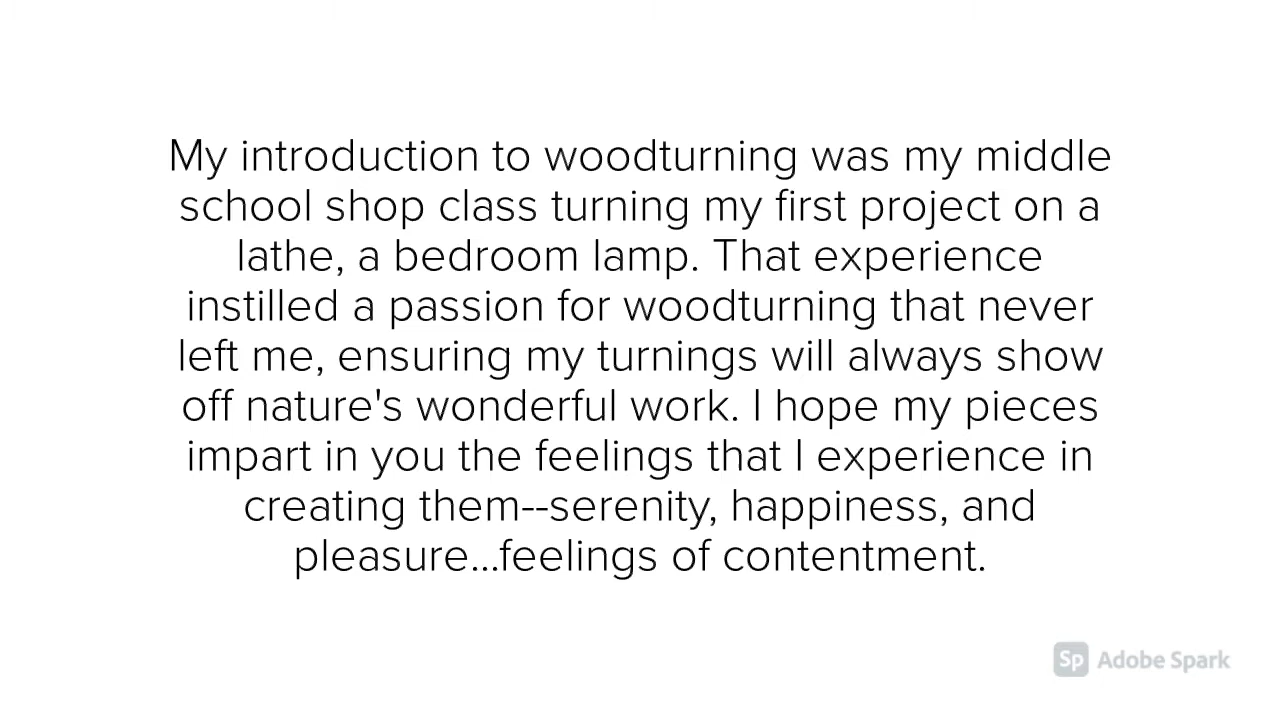 My introduction to woodturning was my middle
school shop class turning my first project on a
lathe, a bedroom lamp. That experience
instilled a passion for woodturning that never
left me, ensuring my turnings will always show
off nature's wonderful work. I hope my pieces
impart in you the feelings that I experience in
creating them--serenity, happiness, and
pleasure...feelings of contentment.
Sp Adobe Spark